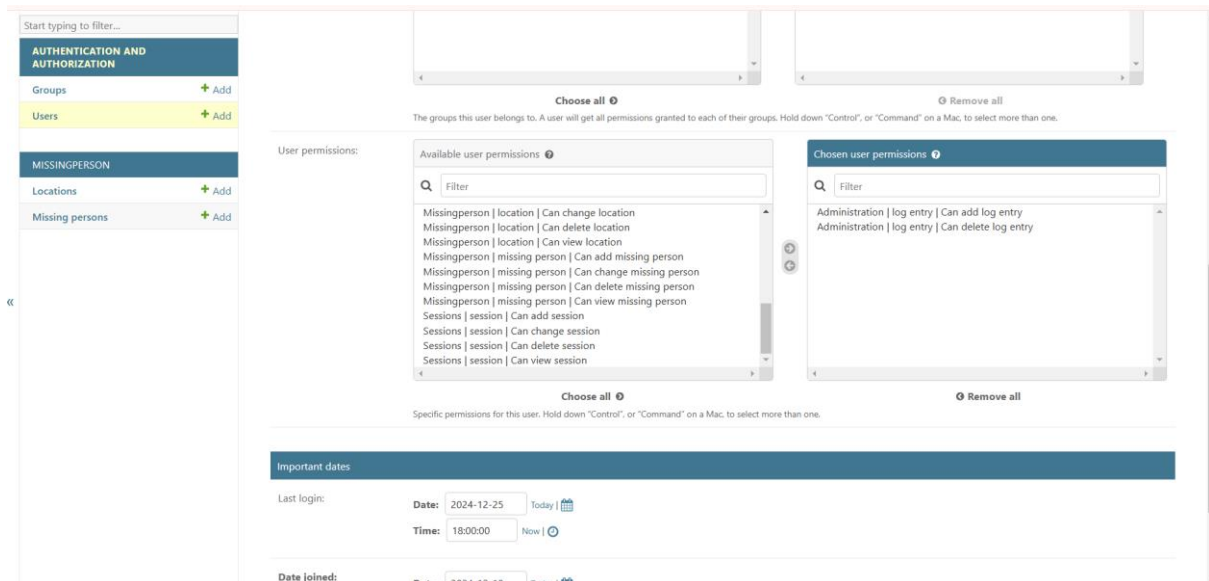 Start typing to filter...
AUTHENTICATION AND
AUTHORIZATION
Groups + Add
Users + Add
MISSINGPERSON
Locations + Add
Missing persons + Add
«
Choose all
Remove all
The groups this user belongs to. A user will get all permissions granted to each of their groups. Hold down “Control”, or “Command” on a Mac, to select more than one.
User permissions:
Available user permissions ?
Filter
Missingperson | location | Can change location
Missingperson | location | Can delete location
Missingperson | location | Can view location
Missingperson | missing person | Can add missing person
Missingperson | missing person | Can change missing person
Missingperson | missing person | Can delete missing person
Missingperson | missing person | Can view missing person
Sessions | session | Can add session
Sessions | session | Can change session
Sessions | session | Can delete session
Sessions | session | Can view session
Choose all
Chosen user permissions ?
Filter
Administration | log entry | Can add log entry
Administration | log entry | Can delete log entry
Remove all
Specific permissions for this user. Hold down “Control”, or “Command” on a Mac, to select more than one.
Important dates
Last login:
Date: 2024-12-25 Today |
Time: 18:00:00 Now |
Date joined: